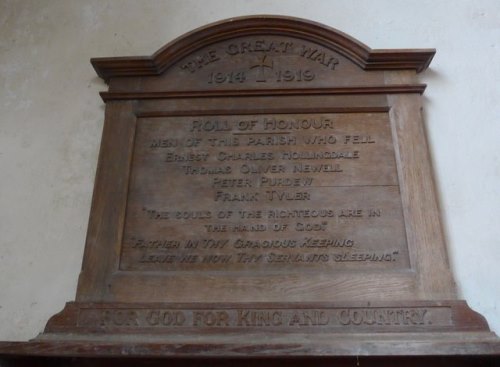 THE GREAT WAR
1914 1919
ROLL OF HONOUR
MEN OF THIS PARISH WHO FELL
ERNEST CHARLES HOLLINGDALE
THOMAS OLIVER NEWELL
PETER PURDEW
FRANK TYLER
"THE SOULS OF THE RIGHTEOUS ARE IN
THE HAND OF GOD."
"FATHER IN THY GRACIOUS KEEPING
LEAVE WE NOW THY SERVANTS SLEEPING."
FOR GOD FOR KING AND COUNTRY.